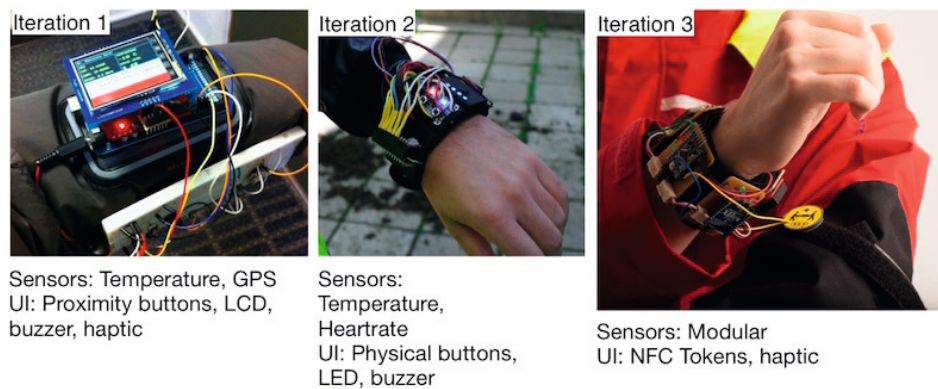 Iteration 1
Sensors: Temperature, GPS
UI: Proximity buttons, LCD,
buzzer, haptic
Iteration 2
Sensors:
Temperature,
Heartrate
UI: Physical buttons,
LED, buzzer
Iteration 3
Sensors: Modular
UI: NFC Tokens, haptic